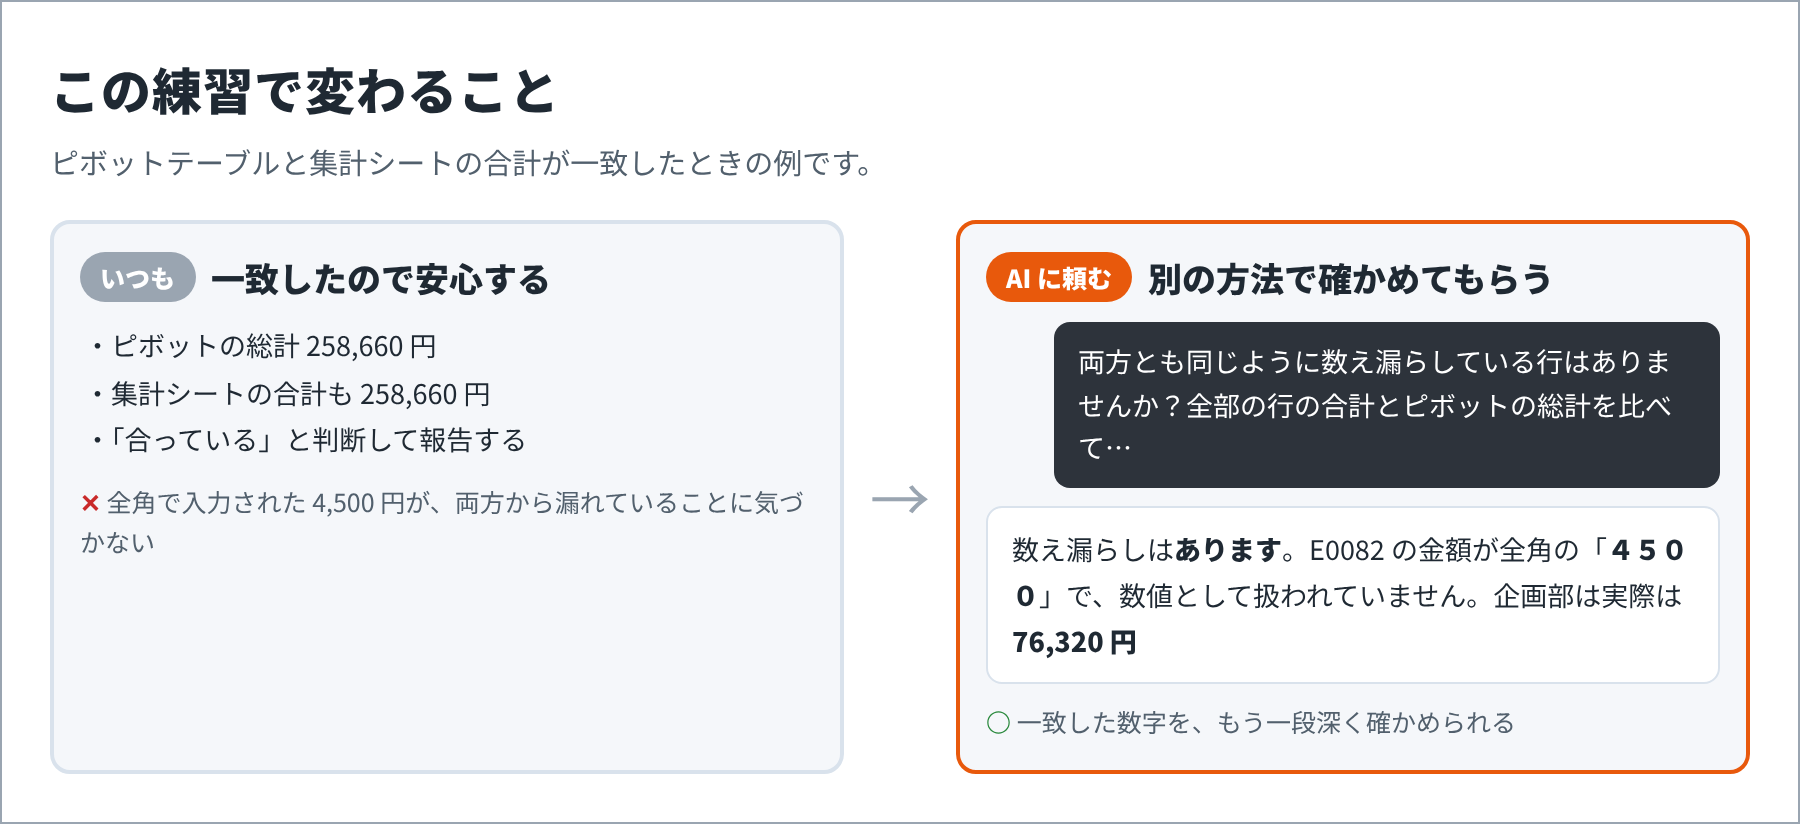 この練習で変わること
ピボットテーブルと集計シートの合計が一致したときの例です。
いつも 一致したので安心する
・ピボットの総計 258,660 円
・集計シートの合計も 258,660 円
・「合っている」と判断して報告する
× 全角で入力された 4,500 円が、両方から漏れていることに気づ
かない
→
AI に頼む 別の方法で確かめてもらう
両方とも同じように数え漏らしている行はありま
せんか？全部の行の合計とピボットの総計を比べ
て…
数え漏らしはあります。E0082 の金額が全角の「４５０
０」で、数値として扱われていません。企画部は実際は
76,320 円
○ 一致した数字を、もう一段深く確かめられる